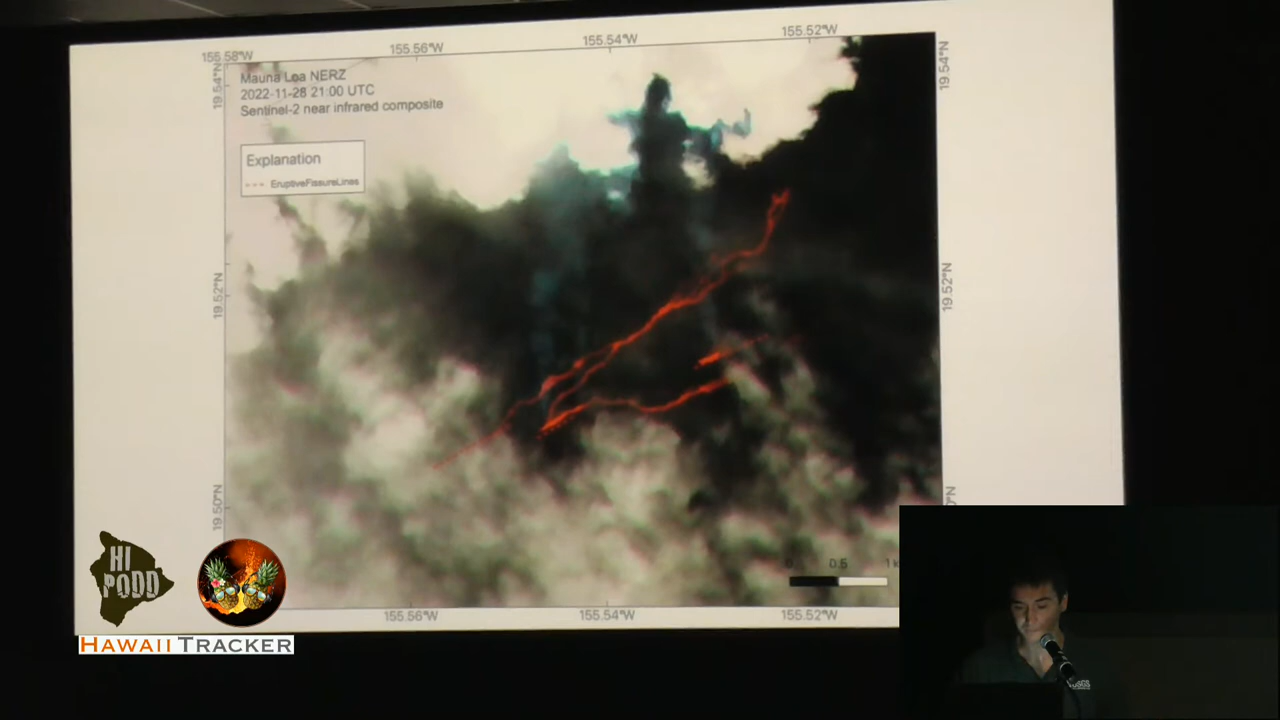 155.58°W
155.56°W
155.54°W
155.52°W
19.54°N
19.54°N
Mauna Loa NERZ
2022-11-28 21:00 UTC
Sentinel-2 near infrared composite
Explanation
EruptiveFissureLines
19.52°N
19.52°N
19.50°N
0.5
1 k
155.56°W
155.54°W
155.52°W
HI
PODD
HAWAII TRACKER
USGS